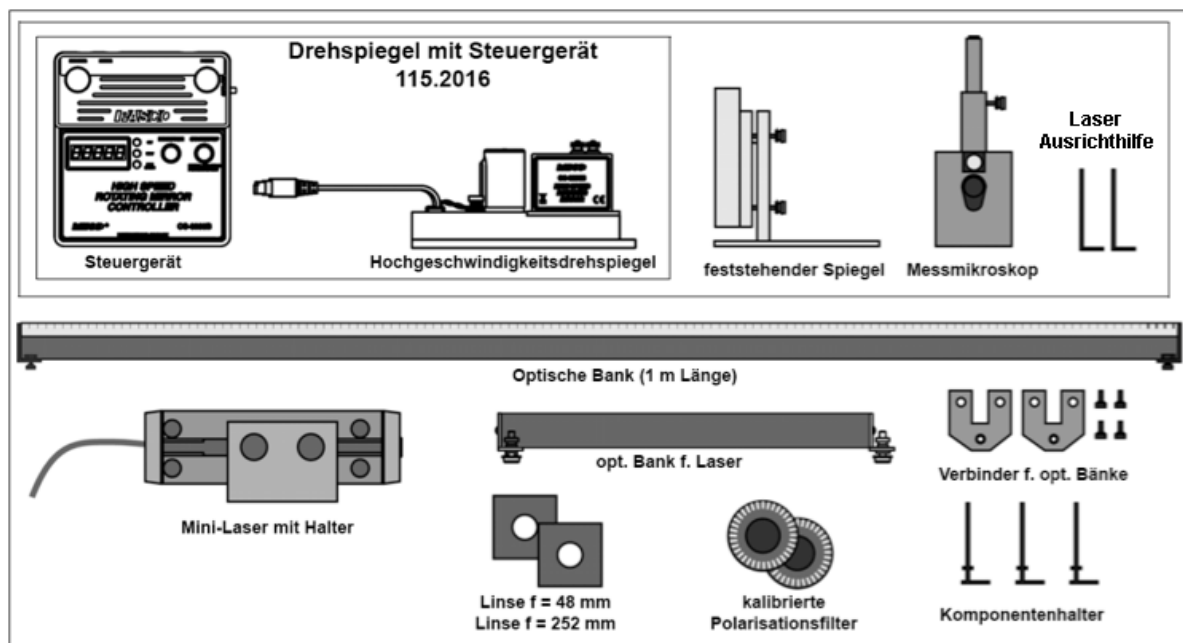 Drehspiegel mit Steuergerät
115.2016
PASCO
HIGH SPEED
ROTATING MIRROR
CONTROLLER
Steuergerät
Hochgeschwindigkeitsdrehspiegel
feststehender Spiegel
Messmikroskop
Laser
Ausrichthilfe
Optische Bank (1 m Länge)
Mini-Laser mit Halter
opt. Bank f. Laser
Verbinder f. opt. Bänke
Linse f = 48 mm
Linse f = 252 mm
kalibrierte
Polarisationsfilter
Komponentenhalter